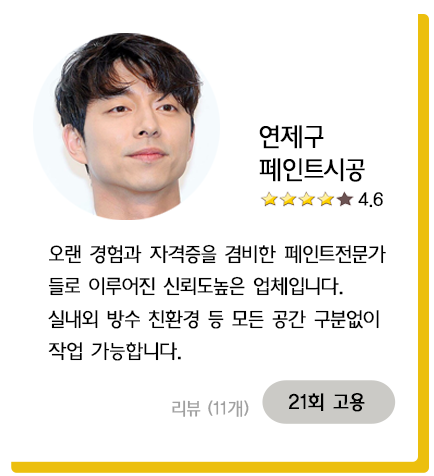 연제구
페인트시공
4.6
오랜 경험과 자격증을 겸비한 페인트전문가
들로 이루어진 신뢰도높은 업체입니다.
실내외 방수 친환경 등 모든 공간 구분없이
작업 가능합니다.
리뷰 (11개)
21회 고용